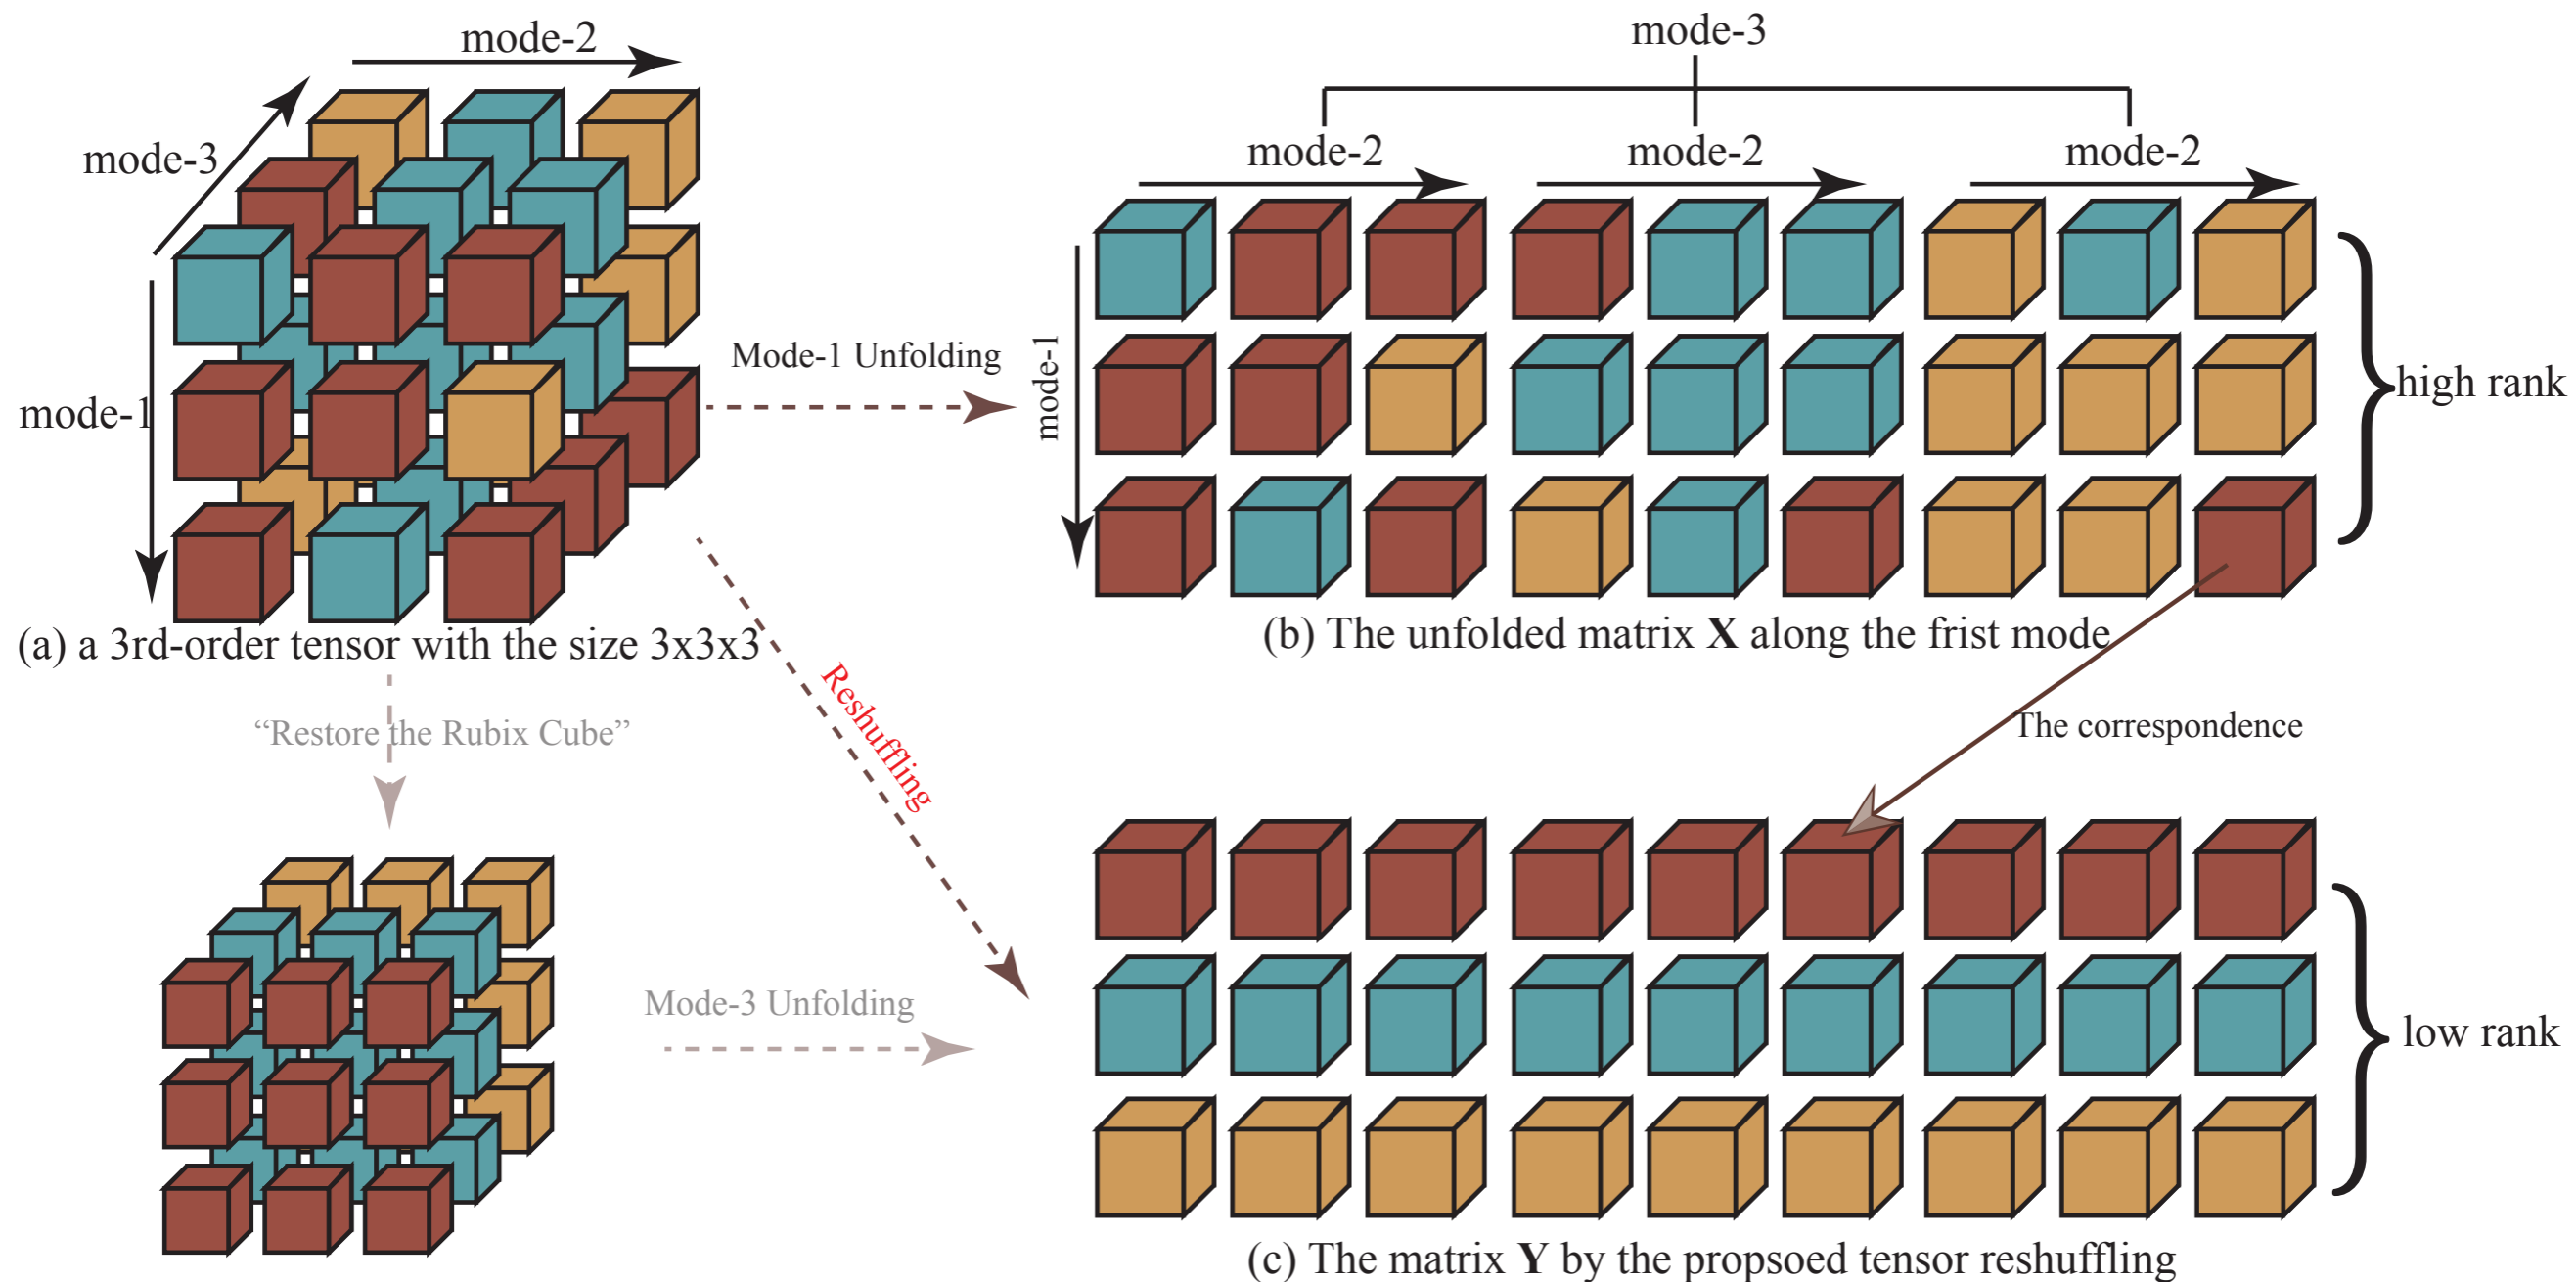 mode-2
mode-3
mode-1
(a) a 3rd-order tensor with the size 3x3x3
Mode-1 Unfolding
mode-3
mode-2 mode-2 mode-2
mode-1
high rank
(b) The unfolded matrix X along the frist mode
Reshuffling
The correspondence
“Restore the Rubix Cube”
Mode-3 Unfolding
low rank
(c) The matrix Y by the propsoed tensor reshuffling